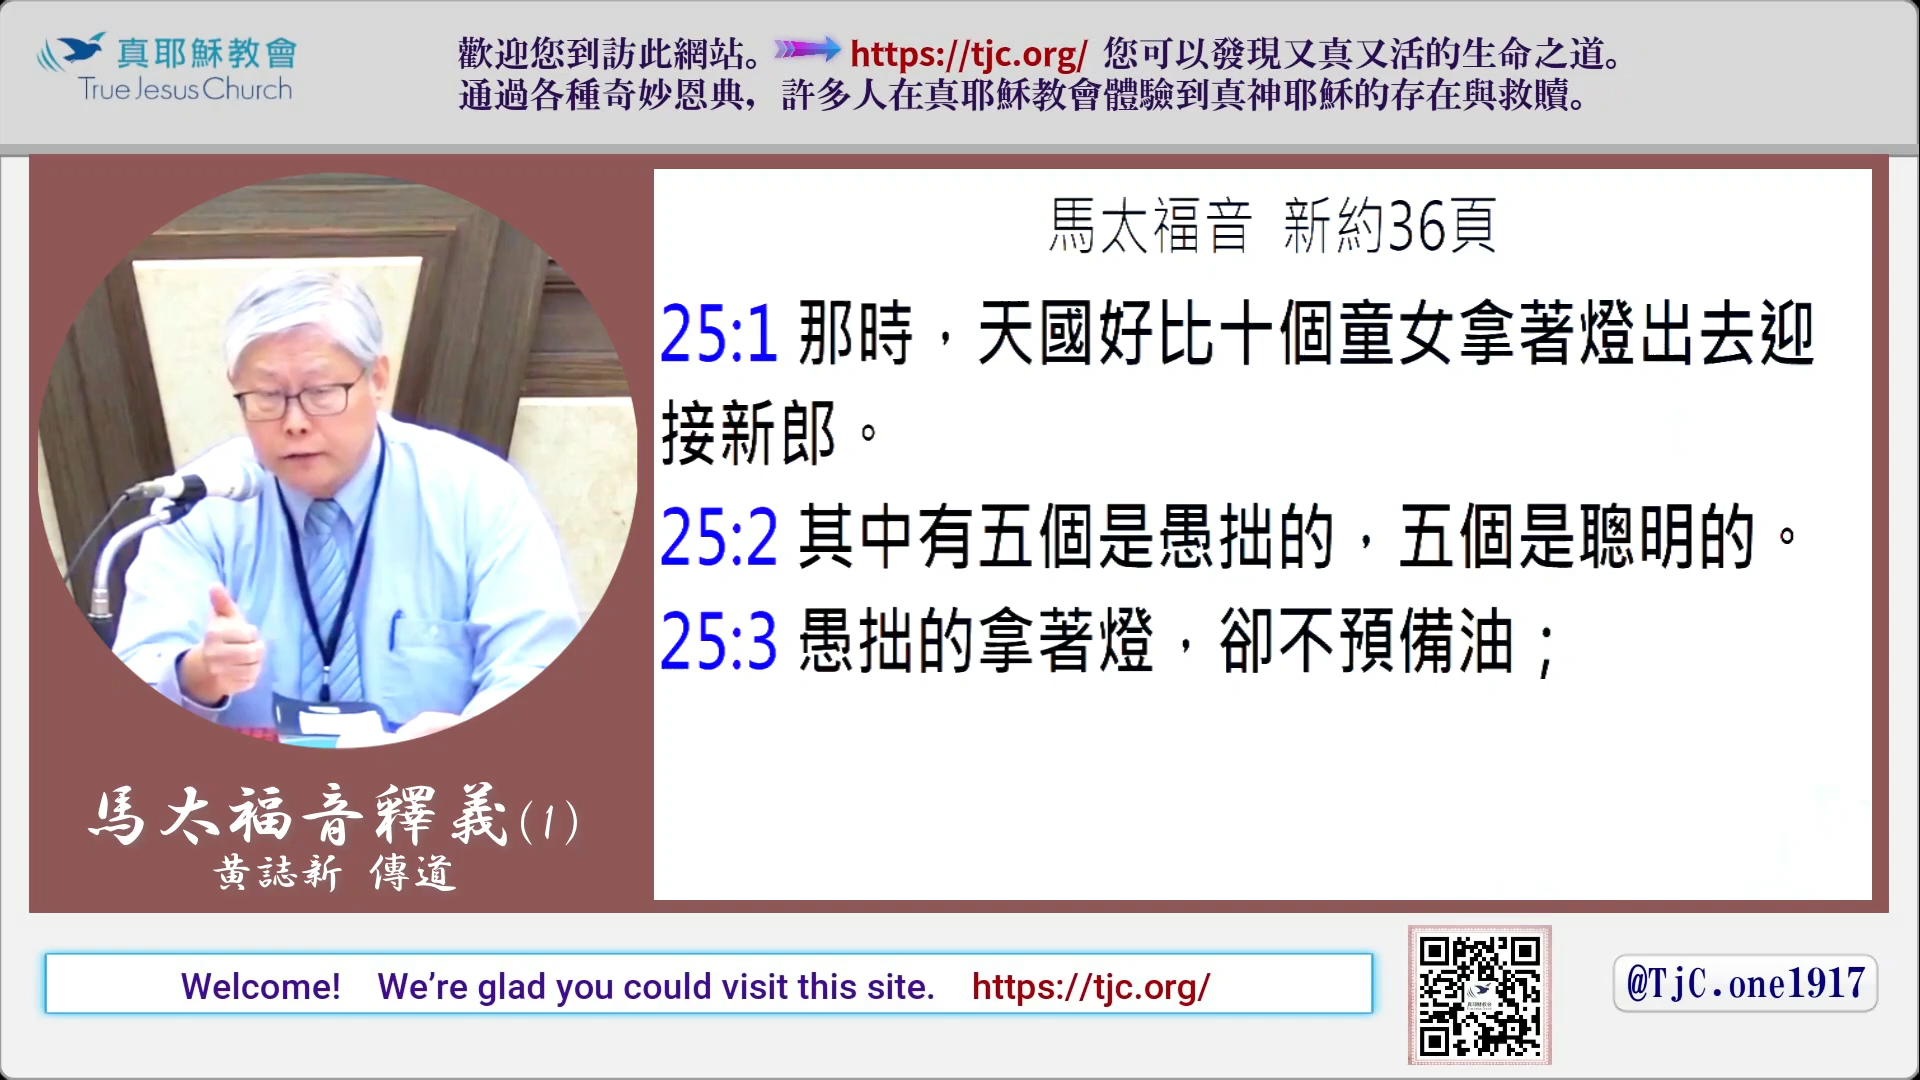 真耶穌教會
True Jesus Church
歡迎您到訪此網站。 https://tjc.org/ 您可以發現又真又活的生命之道。
通過各種奇妙恩典，許多人在真耶穌教會體驗到真神耶穌的存在與救贖。
馬太福音 新約36頁
25:1 那時，天國好比十個童女拿著燈出去迎
接新郎。
25:2 其中有五個是愚拙的，五個是聰明的。
25:3 愚拙的拿著燈，卻不預備油；
馬太福音釋義(1)
黄誌新 傳道
Welcome! We’re glad you could visit this site. https://tjc.org/
@TjC.one1917